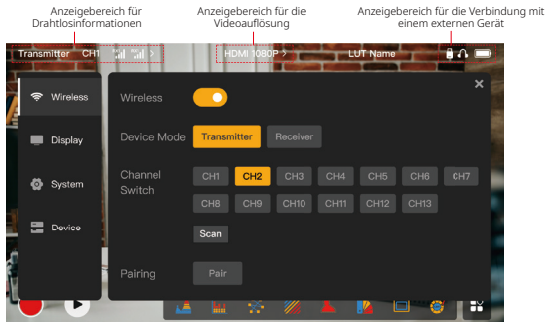 Anzeigebereich für Drahtlosinformationen
Anzeigebereich für die Videoauflösung
Anzeigebereich für die Verbindung mit einem externen Gerät
Transmitter CH1 HDMI 1080P > LUT Name
Wireless
Display
System
Device
Wireless
Device Mode Transmitter Receiver
Channel Switch
CH1 CH2 CH3 CH4 CH5 CH6 CH7
CH8 CH9 CH10 CH11 CH12 CH13
Scan
Pairing Pair